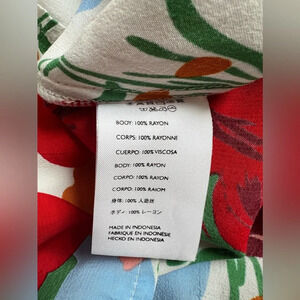 BODY: 100% RAYON
CORPS: 100% RAYONNE
CUERPO: 100% VISCOSA
BODY: 100% RAYON
CORPO: 100% RAYON
CORPO: 100% RAIOM
身体: 100% 人造丝
ボディ: 100% レーヨン
MADE IN INDONESIA
FABRIQUE EN INDONESIE
HECHO EN INDONESIA